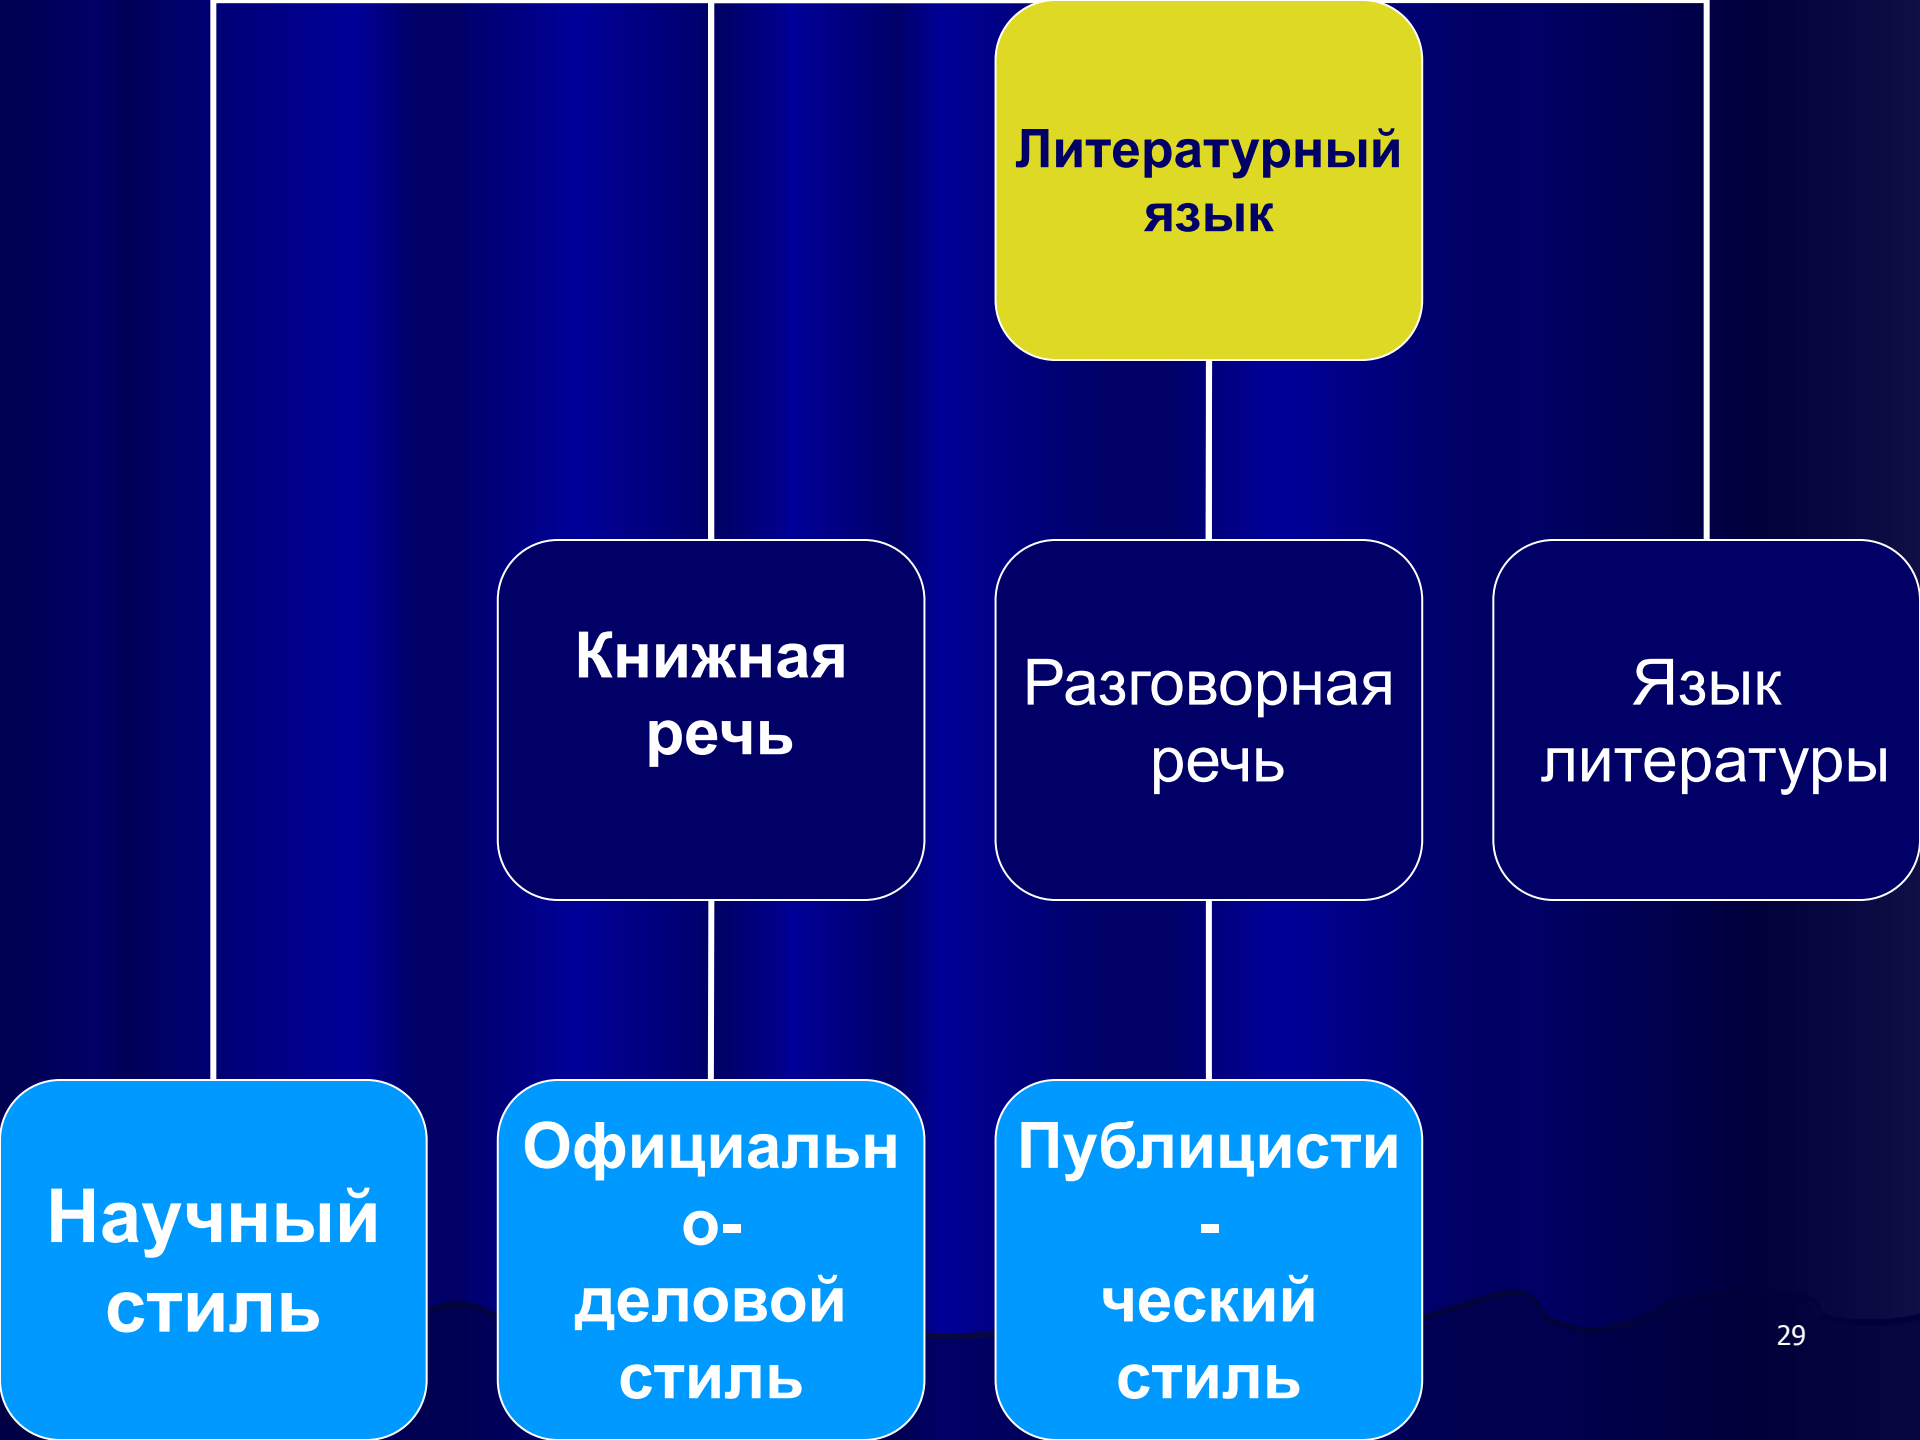 Литературный
язык
Книжная
речь
Разговорная
речь
Язык
литературы
Научный
стиль
Официальн
о-
деловой
стиль
Публицисти
-
ческий
стиль
29